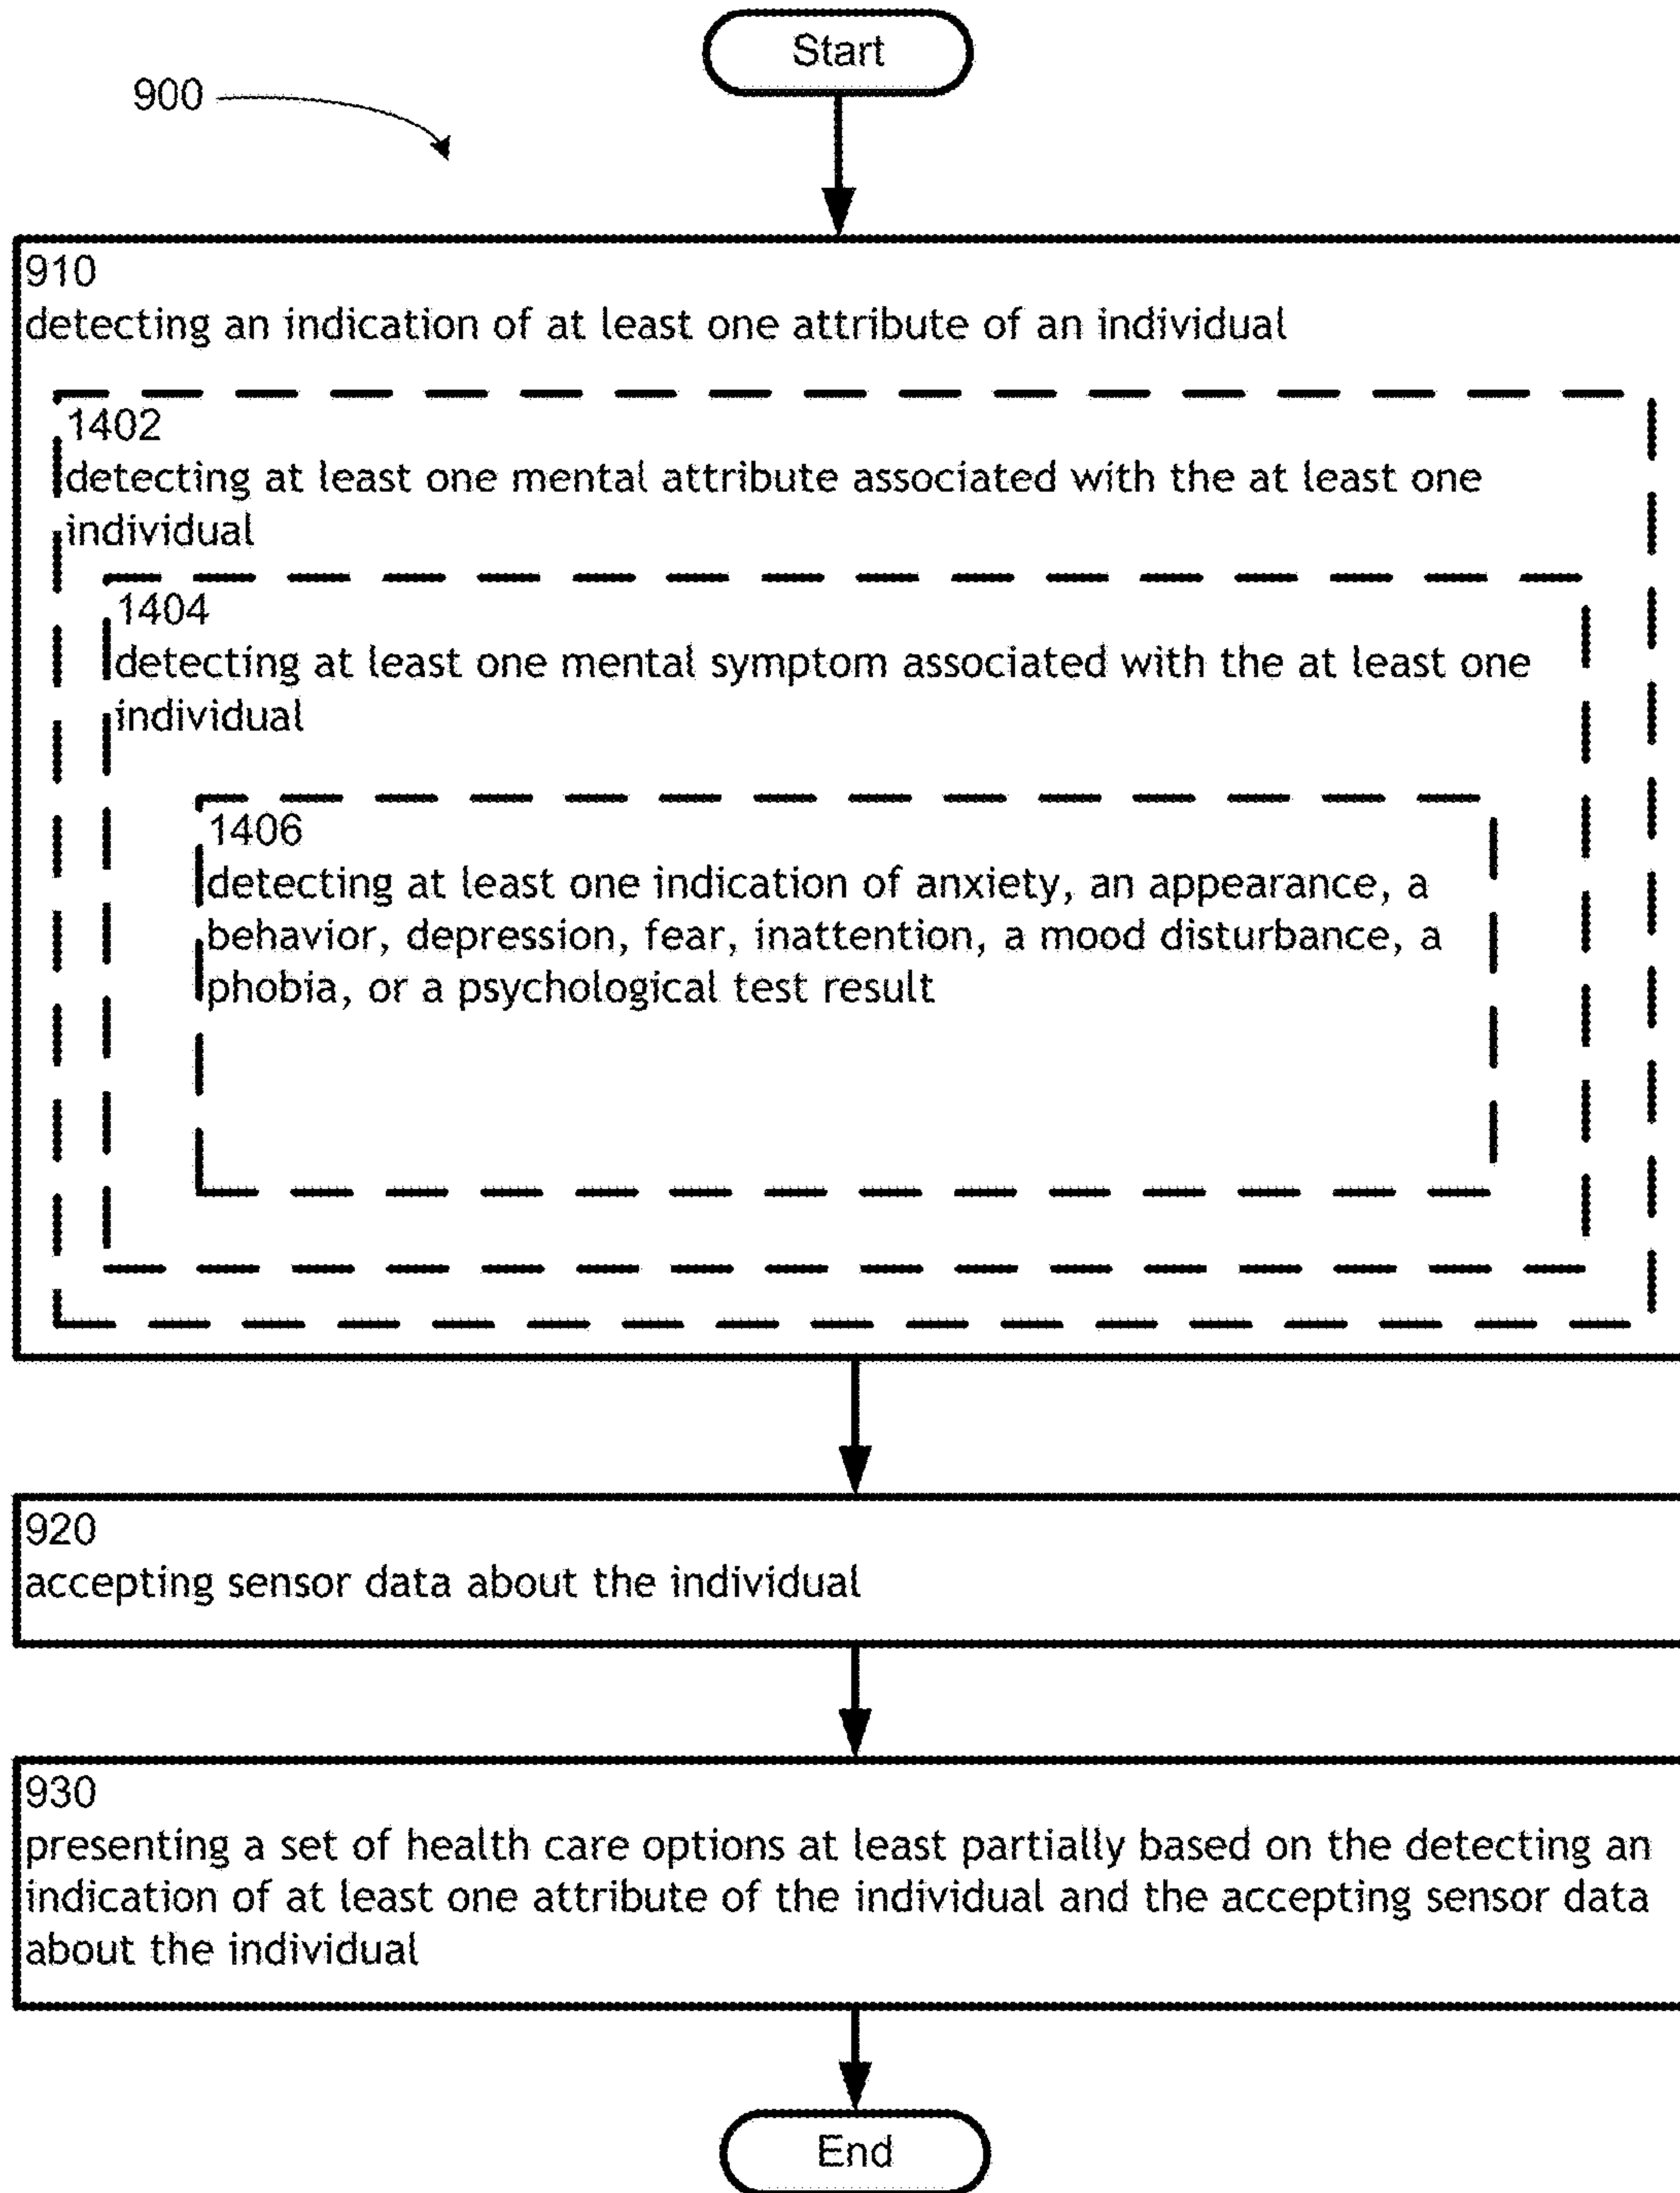 Start
900
910
detecting an indication of at least one attribute of an individual
1402
detecting at least one mental attribute associated with the at least one
individual
1404
detecting at least one mental symptom associated with the at least one
individual
1406
detecting at least one indication of anxiety, an appearance, a
behavior, depression, fear, inattention, a mood disturbance, a
phobia, or a psychological test result
920
accepting sensor data about the individual
930
presenting a set of health care options at least partially based on the detecting an
indication of at least one attribute of the individual and the accepting sensor data
about the individual
End